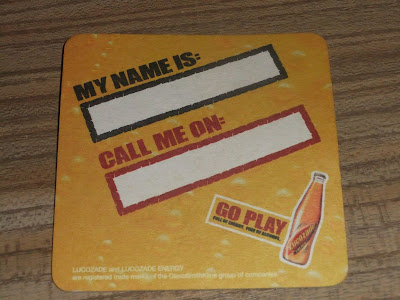 MY NAME IS:
CALL ME ON:
GO PLAY
LUCOZADE
LUCOZADE and LUCOZADE ENERGY
are registered trade marks of the GlaxoSmithKline group of companies